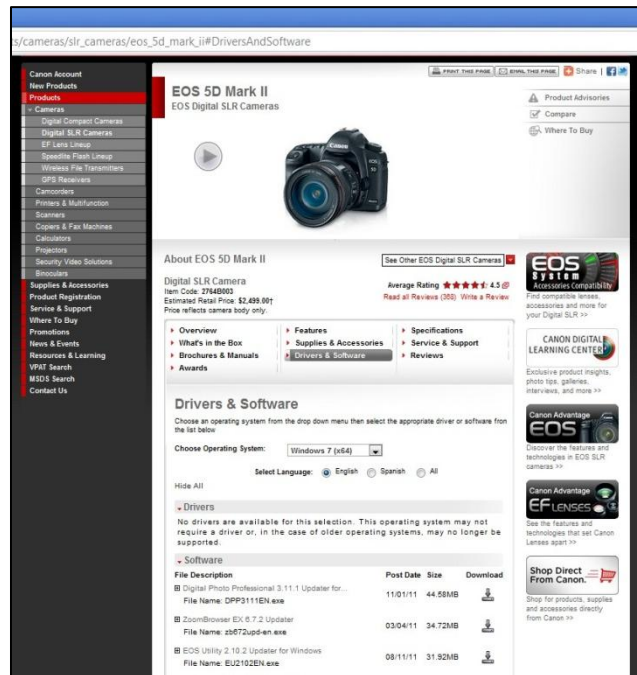 ts/cameras/slr_cameras/eos_5d_mark_ii#DriversAndSoftware
PRINT THIS PAGE
EMAIL THIS PAGE
Share
Canon Account
New Products
Products
Cameras
Digital Compact Cameras
Digital SLR Cameras
EF Lens Lineup
Speedlite Flash Lineup
Wireless File Transmitters
GPS Receivers
Camcorders
Printers & Multifunction
Scanners
Copiers & Fax Machines
Calculators
Projectors
Security Video Solutions
Binoculars
Supplies & Accessories
Product Registration
Service & Support
Where To Buy
Promotions
News & Events
Resources & Learning
VPAT Search
MSDS Search
Contact Us
EOS 5D Mark II
EOS Digital SLR Cameras
Product Advisories
Compare
Where To Buy
Canon
About EOS 5D Mark II
See Other EOS Digital SLR Cameras
Digital SLR Camera
Item Code: 2764B003
Estimated Retail Price: $2,499.00†
Price reflects camera body only.
Average Rating 4.5
Read all Reviews (358) Write a Review
Overview
Features
Specifications
What's in the Box
Supplies & Accessories
Service & Support
Brochures & Manuals
Drivers & Software
Reviews
Awards
Drivers & Software
Choose an operating system from the drop down menu then select the appropriate driver or software from
the list below
Choose Operating System: Windows 7 (x64)
Select Language: English Spanish All
Hide All
Drivers
No drivers are available for this selection. This operating system may not
require a driver or, in the case of older operating systems, may no longer be
supported.
Software
File Description Post Date Size Download
Digital Photo Professional 3.11.1 Updater for...
File Name: DPP3111EN.exe
11/01/11 44.58MB
ZoomBrowser EX 6.7.2 Updater
File Name: zb672upd-en.exe
03/04/11 34.72MB
EOS Utility 2.10.2 Updater for Windows
File Name: EU2102EN.exe
08/11/11 31.92MB
EOS
System
Accessories Compatibility
Find compatible lenses,
accessories and more for
your Digital SLR >>
CANON DIGITAL
LEARNING CENTER
Exclusive product insights,
photo tips, galleries,
interviews, and more >>
Canon Advantage
EOS
Discover the features and
technologies in EOS SLR
cameras >>
Canon Advantage
EF LENSES
See the features and
technologies that set Canon
Lenses apart >>
Shop Direct
From Canon.
Shop for products, supplies
and accessories directly
from Canon >>